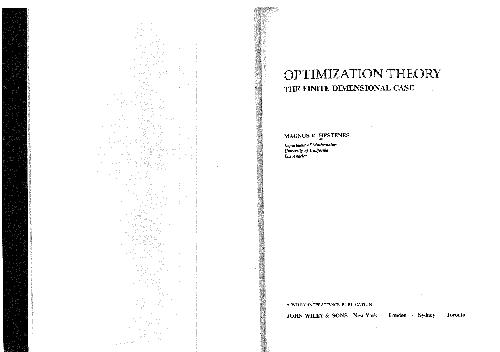 OPTIMIZATION THEORY
THE FINITE DIMENSIONAL CASE
MAGNUS R. HESTENES
Department of Mathematics
University of California
Los Angeles
A WILEY-INTERSCIENCE PUBLICATION
JOHN WILEY & SONS New York · London · Sydney · Toronto